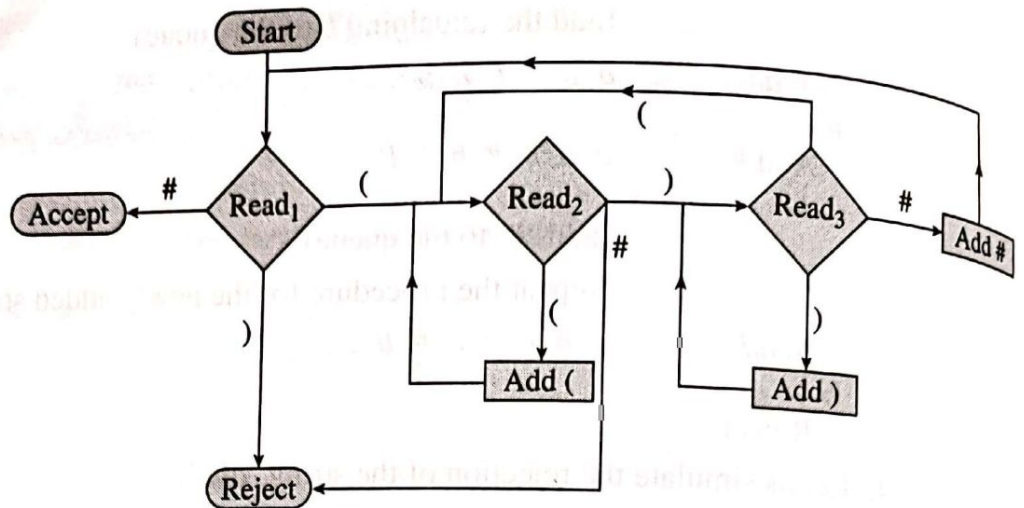 Start
(
#
(
)
#
Accept
Read₁
Read₂
Read₃
Add #
#
)
(
)
Add (
Add )
Reject